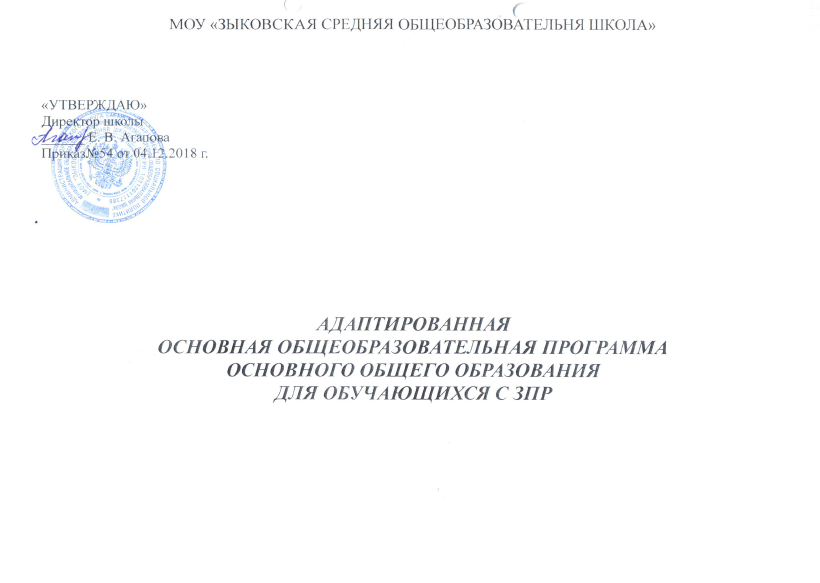 МОУ «ЗЫКОВСКАЯ СРЕДНЯЯ ОБЩЕОБРАЗОВАТЕЛЬНЯ ШКОЛА»
«УТВЕРЖДАЮ»
Директор школы
Е. В. Агапова
Приказ№54 от 04.12.2018 г.
АДАПТИРОВАННАЯ
ОСНОВНАЯ ОБЩЕОБРАЗОВАТЕЛЬНАЯ ПРОГРАММА
ОСНОВНОГО ОБЩЕГО ОБРАЗОВАНИЯ
ДЛЯ ОБУЧАЮЩИХСЯ С ЗПР